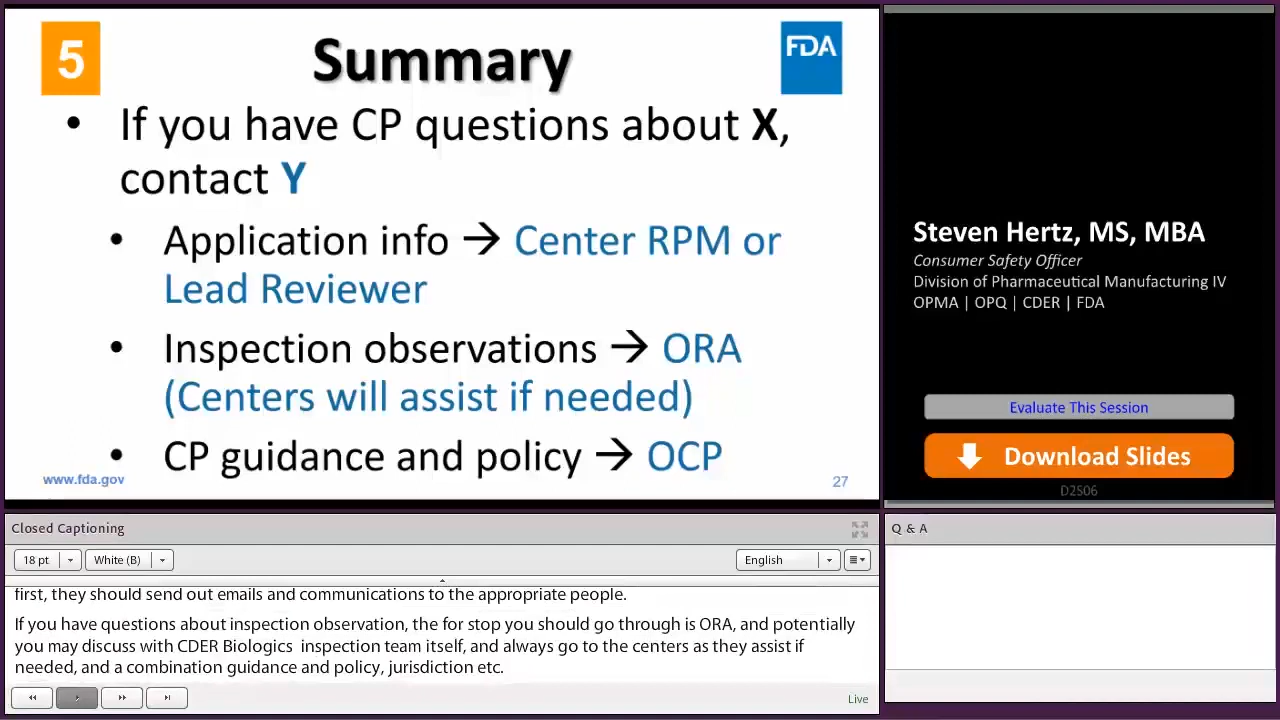 5
Summary
FDA
• If you have CP questions about X,
contact Y
• Application info → Center RPM or
Lead Reviewer
• Inspection observations → ORA
(Centers will assist if needed)
• CP guidance and policy → OCP
www.fda.gov
27
Steven Hertz, MS, MBA
Consumer Safety Officer
Division of Pharmaceutical Manufacturing IV
OPMA | OPQ | CDER | FDA
Evaluate This Session
Download Slides
D2S06
Closed Captioning
18 pt
White (B)
English
first, they should send out emails and communications to the appropriate people.
If you have questions about inspection observation, the for stop you should go through is ORA, and potentially
you may discuss with CDER Biologics inspection team itself, and always go to the centers as they assist if
needed, and a combination guidance and policy, jurisdiction etc.
Live
Q & A